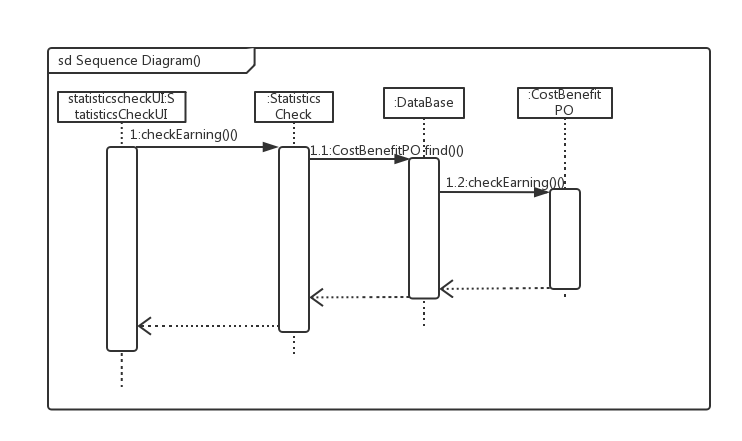 sd Sequence Diagram()
statisticscheckUI:S
tatisticsCheckUI
:Statistics
Check
:DataBase
:CostBenefit
PO
1:checkEarning()()
1.1:CostBenefitPO.find()()
1.2:checkEarning()()